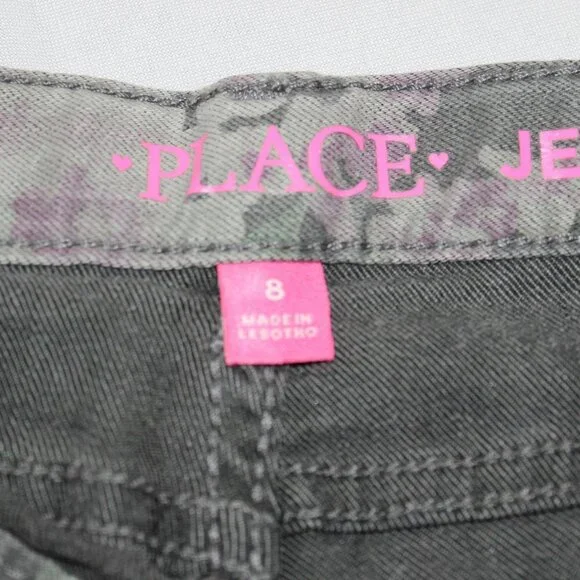 ♥PLACE♥ JE
8
MADE IN
LESOTHO